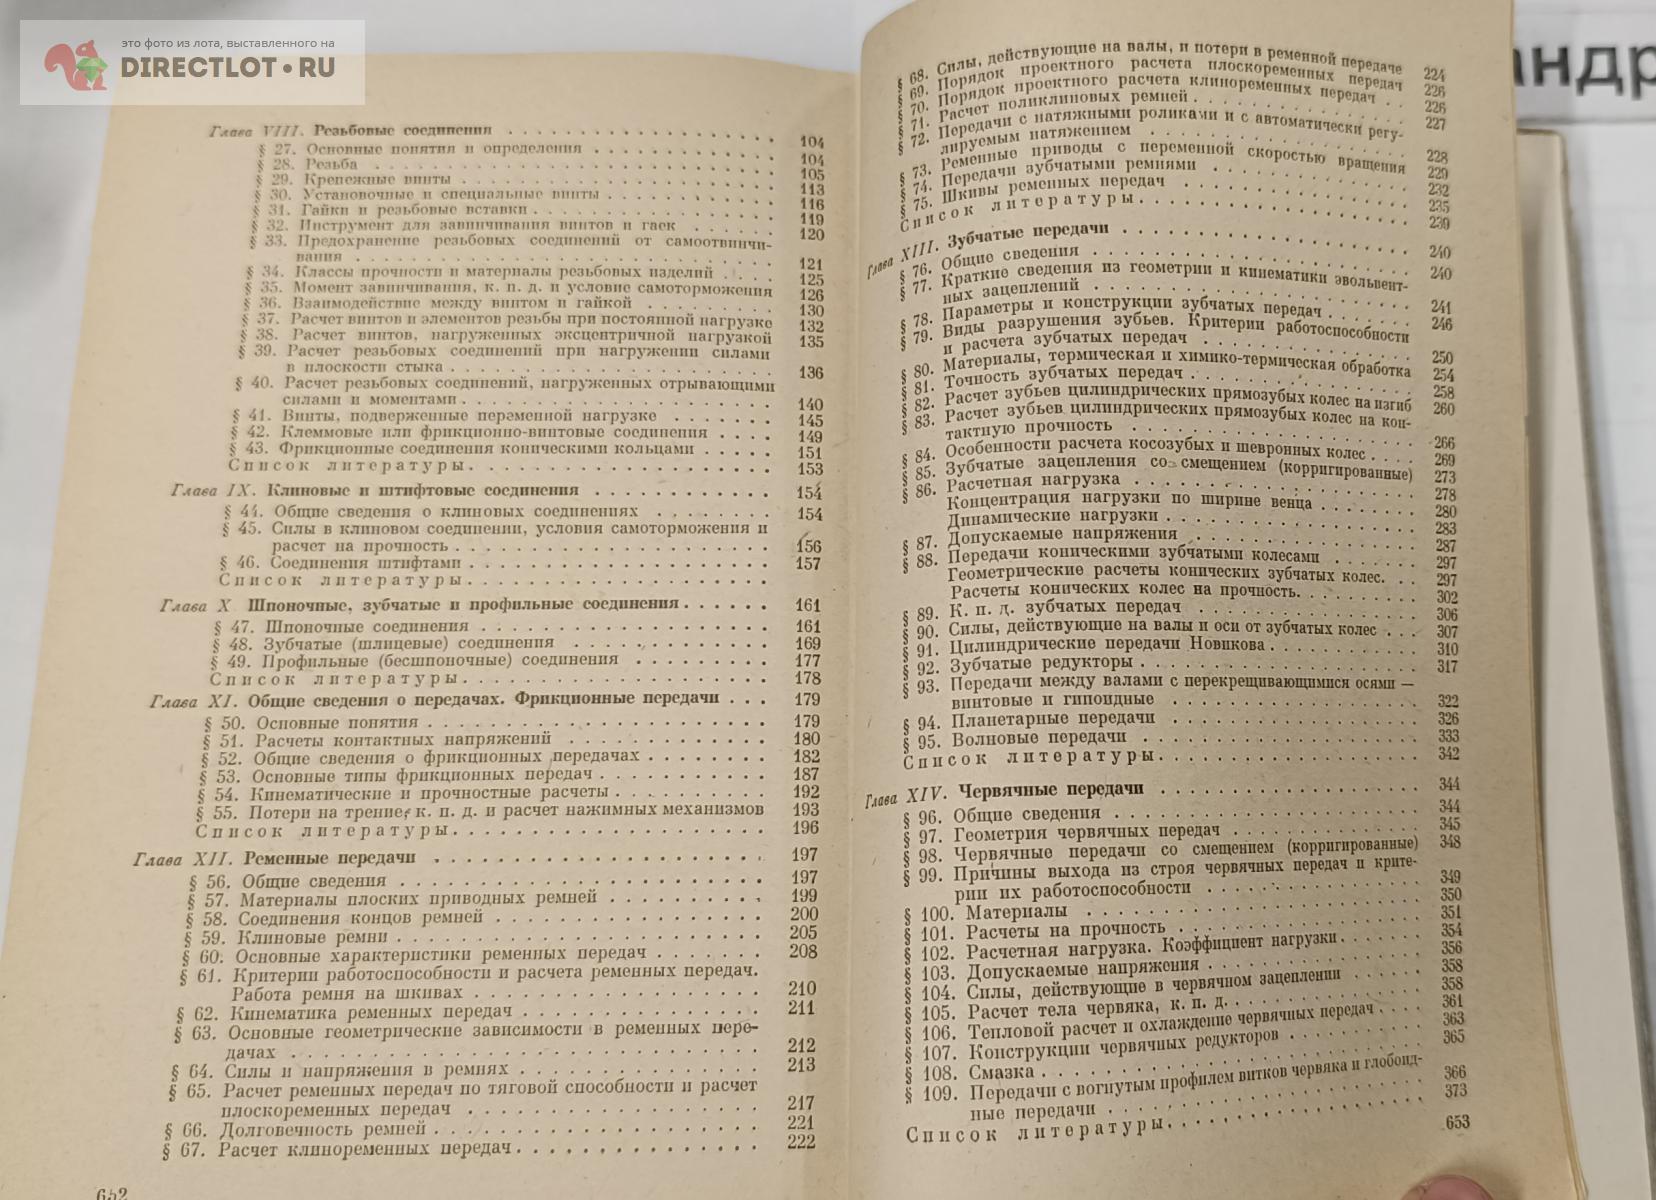 это фото из лота, выставленного на
DIRECTLOT•RU
андр
Глава VIII. Резьбовые соединения . . . 104
§ 27. Основные понятия и определения . . . 104
§ 28. Резьба . . . 105
§ 29. Крепежные винты . . . 113
§ 30. Установочные и специальные винты . . . 116
§ 31. Гайки и резьбовые вставки . . . 119
§ 32. Инструмент для завинчивания винтов и гаек . . . 120
§ 33. Предохранение резьбовых соединений от самоотвинчи-
вания . . . 121
§ 34. Классы прочности и материалы резьбовых изделий . . . 125
§ 35. Момент завинчивания, к. п. д. и условие самоторможения 126
§ 36. Взаимодействие между винтом и гайкой . . . 130
§ 37. Расчет винтов и элементов резьбы при постоянной нагрузке 132
§ 38. Расчет винтов, нагруженных эксцентричной нагрузкой 135
§ 39. Расчет резьбовых соединений при нагружении силами
в плоскости стыка . . . 136
§ 40. Расчет резьбовых соединений, нагруженных отрывающими
силами и моментами . . . 140
§ 41. Винты, подверженные переменной нагрузке . . . 145
§ 42. Клеммовые или фрикционно-винтовые соединения . . . 149
§ 43. Фрикционные соединения коническими кольцами . . . 151
Список литературы . . . 153
Глава IX. Клиновые и штифтовые соединения . . . 154
§ 44. Общие сведения о клиновых соединениях . . . 154
§ 45. Силы в клиновом соединении, условия самоторможения и
расчет на прочность . . . 156
§ 46. Соединения штифтами . . . 157
Список литературы . . .
Глава X Шпоночные, зубчатые и профильные соединения . . . 161
§ 47. Шпоночные соединения . . . 161
§ 48. Зубчатые (шлицевые) соединения . . . 169
§ 49. Профильные (бесшпоночные) соединения . . . 177
Список литературы . . . 178
Глава XI. Общие сведения о передачах. Фрикционные передачи . . . 179
§ 50. Основные понятия . . . 179
§ 51. Расчеты контактных напряжений . . . 180
§ 52. Общие сведения о фрикционных передачах . . . 182
§ 53. Основные типы фрикционных передач . . . 187
§ 54. Кинематические и прочностные расчеты . . . 192
§ 55. Потери на трение, к. п. д. и расчет нажимных механизмов 193
Список литературы . . . 196
Глава XII. Ременные передачи . . . 197
§ 56. Общие сведения . . . 197
§ 57. Материалы плоских приводных ремней . . . 199
§ 58. Соединения концов ремней . . . 200
§ 59. Клиновые ремни . . . 205
§ 60. Основные характеристики ременных передач . . . 208
§ 61. Критерии работоспособности и расчета ременных передач.
Работа ремня на шкивах . . . 210
§ 62. Кинематика ременных передач . . . 211
§ 63. Основные геометрические зависимости в ременных пере-
дачах . . . 212
§ 64. Силы и напряжения в ремнях . . . 213
§ 65. Расчет ременных передач по тяговой способности и расчет
плоскоременных передач . . . 217
§ 66. Долговечность ремней . . . 221
§ 67. Расчет клиноременных передач . . . 222
652
§ 68. Силы, действующие на валы, и потери в ременной передаче 224
§ 69. Порядок проектного расчета плоскоременных передач 226
§ 70. Порядок проектного расчета клиноременных передач . . 226
§ 71. Расчет поликлиновых ремней . . . 227
§ 72. Передачи с натяжными роликами и с автоматически регу-
лируемым натяжением . . . 228
§ 73. Ременные приводы с переменной скоростью вращения 229
§ 74. Передачи зубчатыми ремнями . . . 232
§ 75. Шкивы ременных передач . . . 235
Список литературы . . . 239
Глава XIII. Зубчатые передачи . . . 240
§ 76. Общие сведения . . . 240
§ 77. Краткие сведения из геометрии и кинематики эвольвент-
ных зацеплений . . . 241
§ 78. Параметры и конструкции зубчатых передач . . . 246
§ 79. Виды разрушения зубьев. Критерии работоспособности
и расчета зубчатых передач . . . 250
§ 80. Материалы, термическая и химико-термическая обработка 254
§ 81. Точность зубчатых передач . . . 258
§ 82. Расчет зубьев цилиндрических прямозубых колес на изгиб 260
§ 83. Расчет зубьев цилиндрических прямозубых колес на кон-
тактную прочность . . . 266
§ 84. Особенности расчета косозубых и шевронных колес . . . 269
§ 85. Зубчатые зацепления со смещением (корригированные) 273
§ 86. Расчетная нагрузка . . . 278
Концентрация нагрузки по ширине венца . . . 280
Динамические нагрузки . . . 283
§ 87. Допускаемые напряжения . . . 287
§ 88. Передачи коническими зубчатыми колесами . . . 297
Геометрические расчеты конических зубчатых колес. . . 297
Расчеты конических колес на прочность. . . 302
§ 89. К. п. д. зубчатых передач . . . 306
§ 90. Силы, действующие на валы и оси от зубчатых колес . . . 307
§ 91. Цилиндрические передачи Новикова . . . 310
§ 92. Зубчатые редукторы . . . 317
§ 93. Передачи между валами с перекрещивающимися осями —
винтовые и гипоидные . . . 322
§ 94. Планетарные передачи . . . 326
§ 95. Волновые передачи . . . 333
Список литературы . . . 342
Глава XIV. Червячные передачи . . . 344
§ 96. Общие сведения . . . 344
§ 97. Геометрия червячных передач . . . 345
§ 98. Червячные передачи со смещением (корригированные) 348
§ 99. Причины выхода из строя червячных передач и крите-
рии их работоспособности . . . 349
§ 100. Материалы . . . 350
§ 101. Расчеты на прочность . . . 351
§ 102. Расчетная нагрузка. Коэффициент нагрузки . . . 354
§ 103. Допускаемые напряжения . . . 356
§ 104. Силы, действующие в червячном зацеплении . . . 358
§ 105. Расчет тела червяка, к. п. д. . . . 358
§ 106. Тепловой расчет и охлаждение червячных передач . . . 361
§ 107. Конструкции червячных редукторов . . . 363
§ 108. Смазка . . . 365
§ 109. Передачи с вогнутым профилем витков червяка и глобоид-
ные передачи . . . 366
Список литературы . . . 373
653